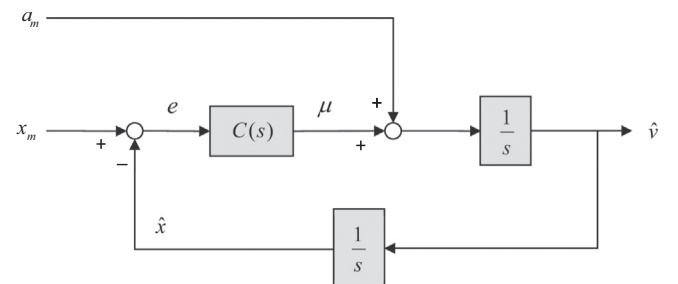 a_m
e
μ
+
x_m
+
−
C(s)
+
1
s
v̂
x̂
1
s